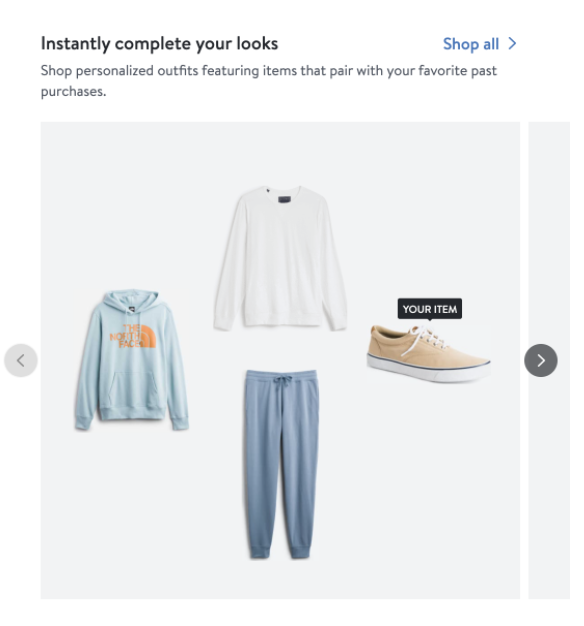 Instantly complete your looks
Shop all
Shop personalized outfits featuring items that pair with your favorite past
purchases.
YOUR ITEM
THE
NORTH
FACE